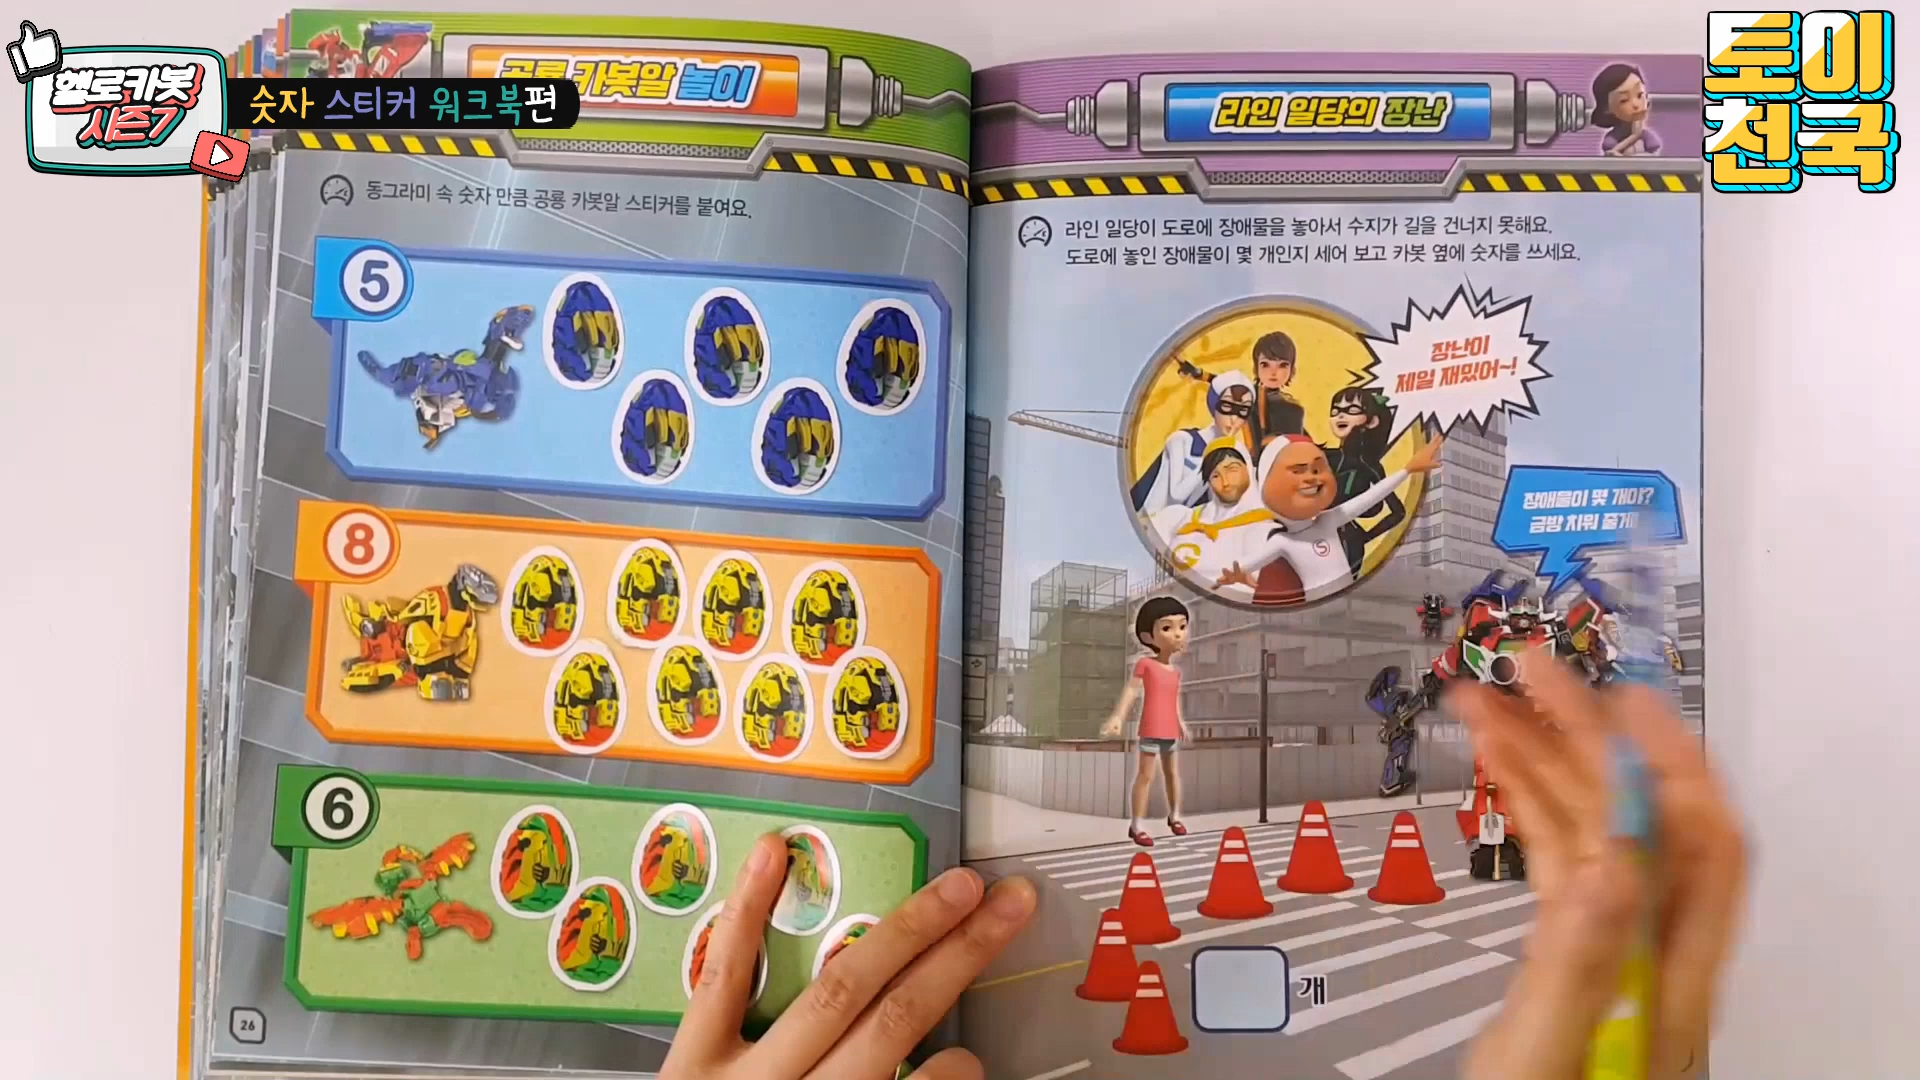 헬로카봇
시즌7
숫자 스티커 워크북편
토이
천국
공룡 카봇알 놀이
동그라미 속 숫자 만큼 공룡 카봇알 스티커를 붙여요.
5
8
6
26
라인 일당의 장난
라인 일당이 도로에 장애물을 놓아서 수지가 길을 건너지 못해요.
도로에 놓인 장애물이 몇 개인지 세어 보고 카봇 옆에 숫자를 쓰세요.
장난이
제일 재밌어~!
장애물이 몇 개야?
금방 치워 줄게
G
S
개